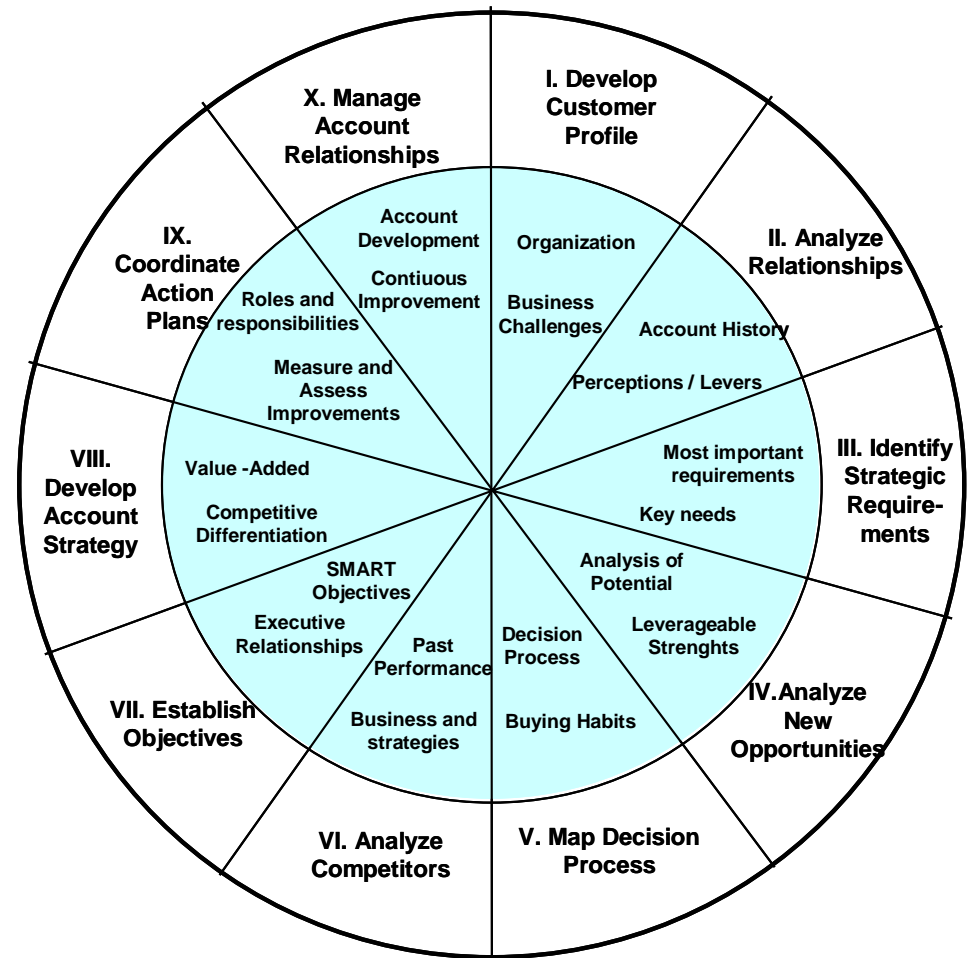 I. Develop
Customer
Profile
Organization
Business
Challenges
II. Analyze
Relationships
Account History
Perceptions / Levers
III. Identify
Strategic
Require-
ments
Most important
requirements
Key needs
IV.Analyze
New
Opportunities
Analysis of
Potential
Leverageable
Strenghts
V. Map Decision
Process
Decision
Process
Buying Habits
VI. Analyze
Competitors
Past
Performance
Business and
strategies
VII. Establish
Objectives
SMART
Objectives
Executive
Relationships
VIII.
Develop
Account
Strategy
Value -Added
Competitive
Differentiation
IX.
Coordinate
Action
Plans
Roles and
responsibilities
Measure and
Assess
Improvements
X. Manage
Account
Relationships
Account
Development
Contiuous
Improvement